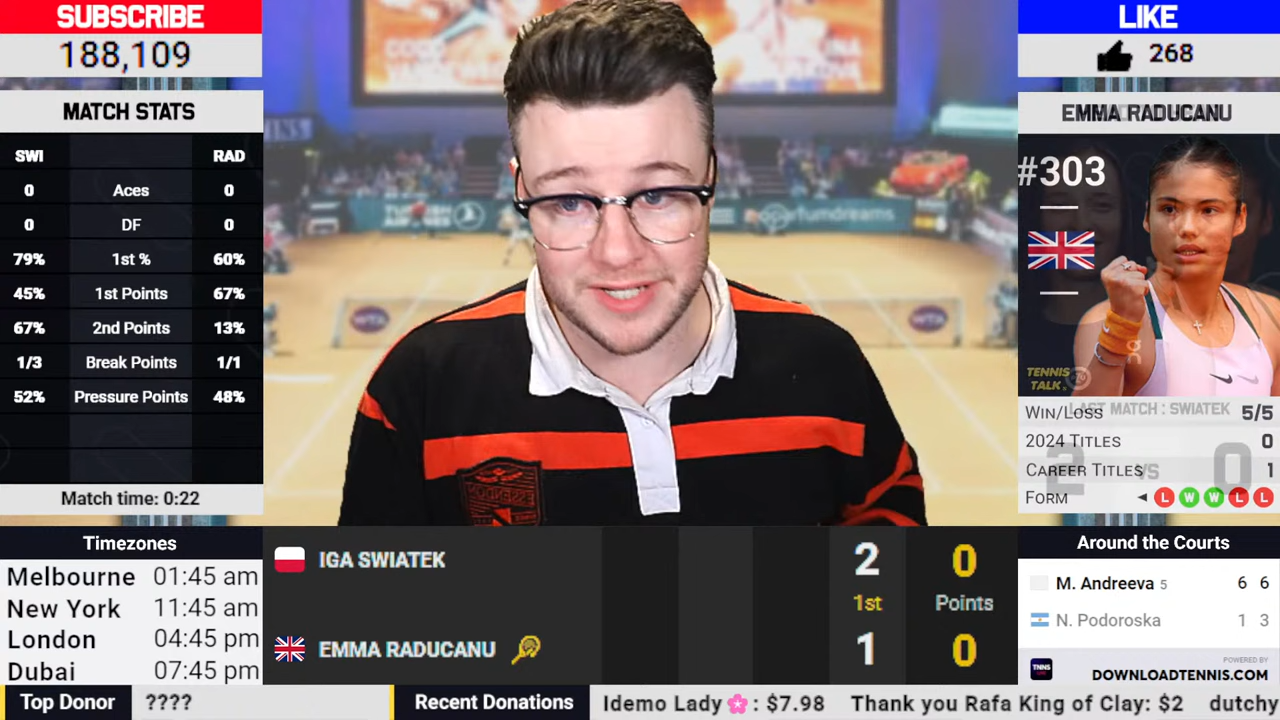 SUBSCRIBE
188,109
MATCH STATS
SWI RAD
0 Aces 0
0 DF 0
79% 1st % 60%
45% 1st Points 67%
67% 2nd Points 13%
1/3 Break Points 1/1
52% Pressure Points 48%
Match time: 0:22
Timezones
Melbourne 01:45 am
New York 11:45 am
London 04:45 pm
Dubai 07:45 pm
IGA SWIATEK 2 0
1st Points
EMMA RADUCANU 1 0
LIKE
268
EMMA RADUCANU
#303
TENNIS
TALK
LAST MATCH : SWIATEK
WIN/LOSS 5/5
2024 TITLES 0
CAREER TITLES 1
2 VS 0
FORM L W W L L
Around the Courts
M. Andreeva 5 6 6
N. Podoroska 1 3
POWERED BY
TNNS
DOWNLOADTENNIS.COM
Top Donor ????
Recent Donations Idemo Lady🌸: $7.98 Thank you Rafa King of Clay: $2 dutchy